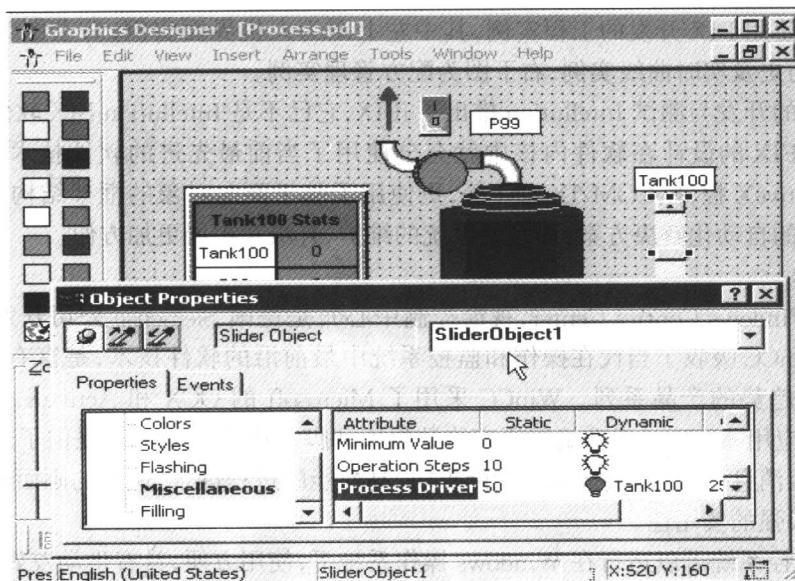 Graphics Designer - [Process.pdl]
File Edit View Insert Arrange Tools Window Help
I
0
P99
Tank100
Tank100 Stats
Tank100 0
Object Properties
Slider Object SliderObject1
Properties Events
Colors
Styles
Flashing
Miscellaneous
Filling
Attribute Static Dynamic
Minimum Value 0
Operation Steps 10
Process Driver 50 Tank100
English (United States) SliderObject1 X:520 Y:160